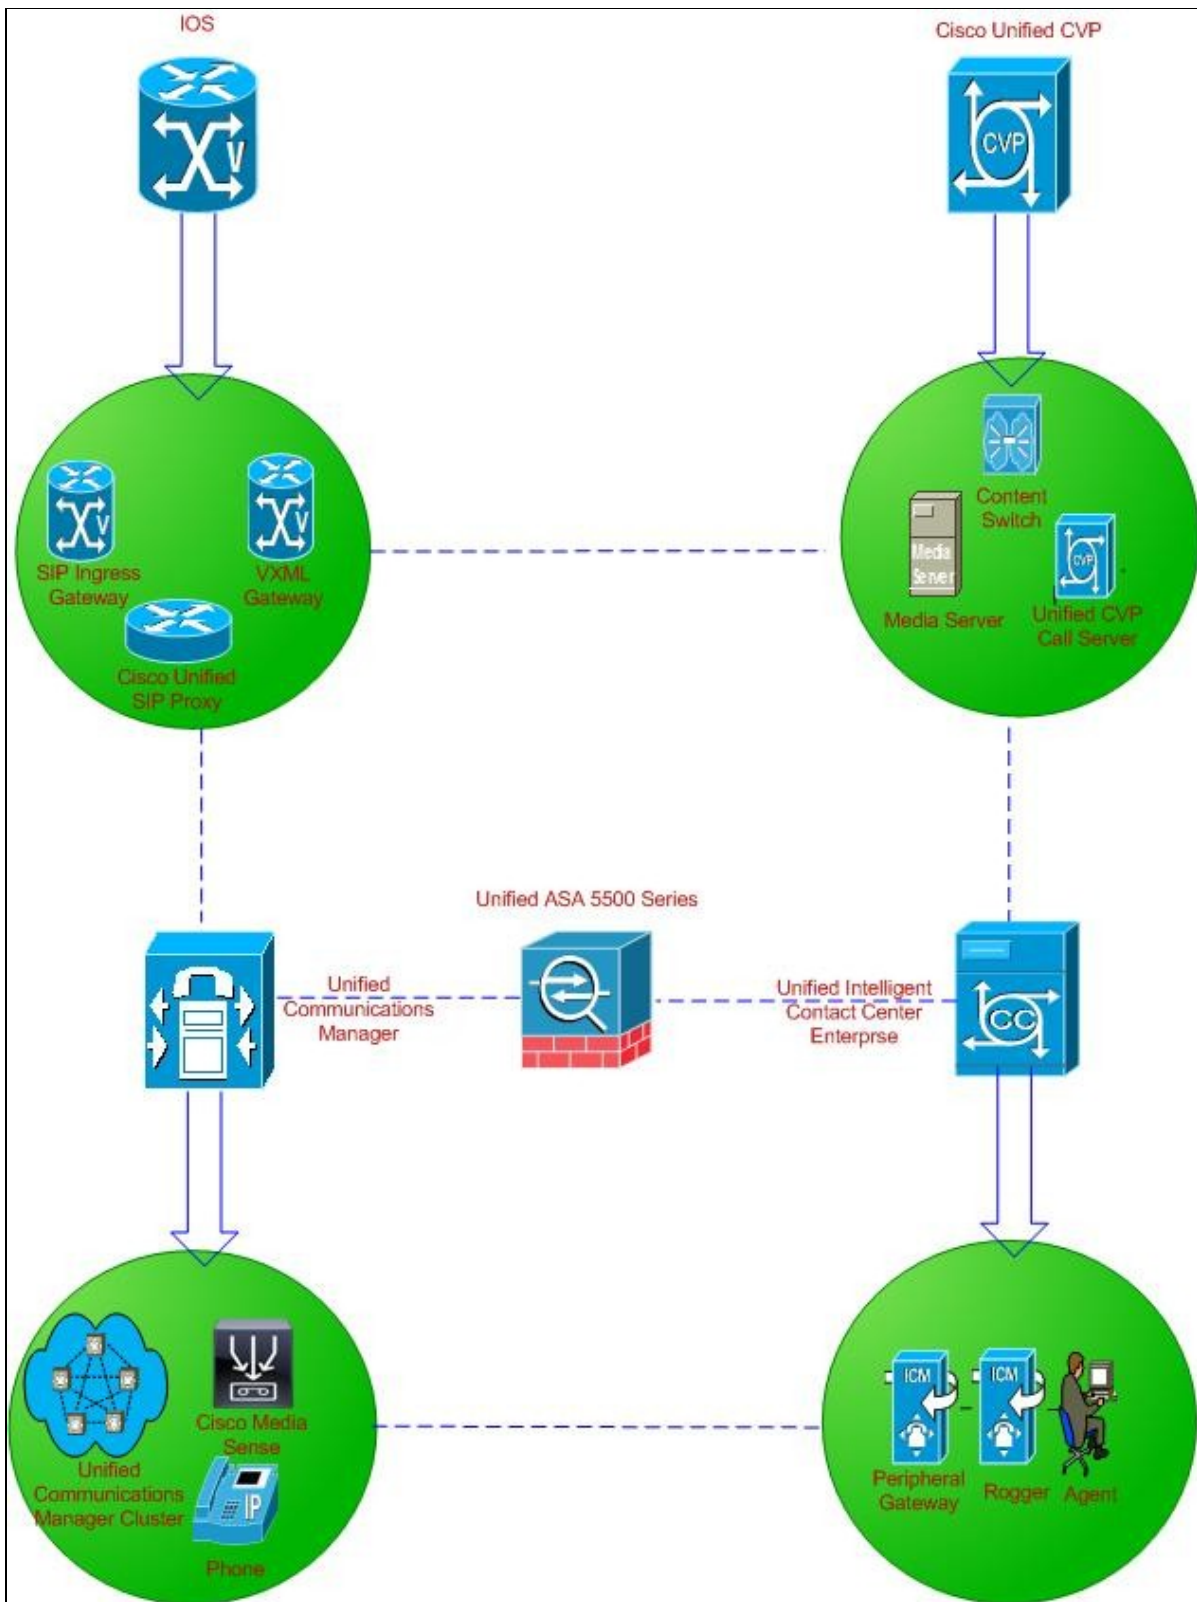 IOS
Cisco Unified CVP
V
CVP
V
SIP Ingress
Gateway
V
VXML
Gateway
Cisco Unified
SIP Proxy
Content
Switch
Media
Server
Media Server
CVP
Unified CVP
Call Server
Unified ASA 5500 Series
Unified
Communications
Manager
Unified Intelligent
Contact Center
Enterprse
CC
Unified
Communications
Manager Cluster
Cisco Media
Sense
IP
Phone
ICM
Peripheral
Gateway
ICM
Rogger
Agent